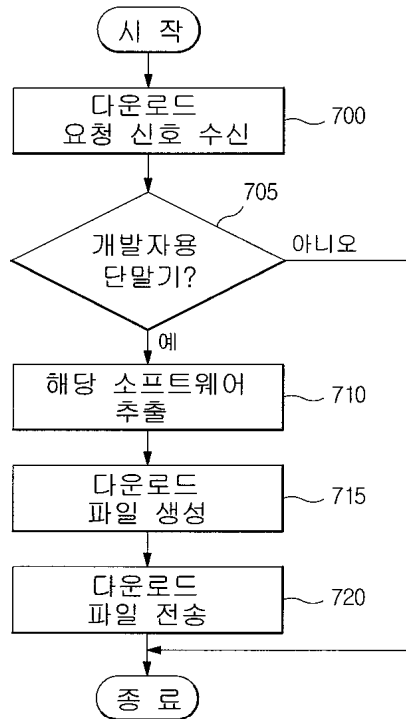 시 작
다운로드
요청 신호 수신
700
705
개발자용
단말기?
아니오
예
해당 소프트웨어
추출
710
다운로드
파일 생성
715
다운로드
파일 전송
720
종 료